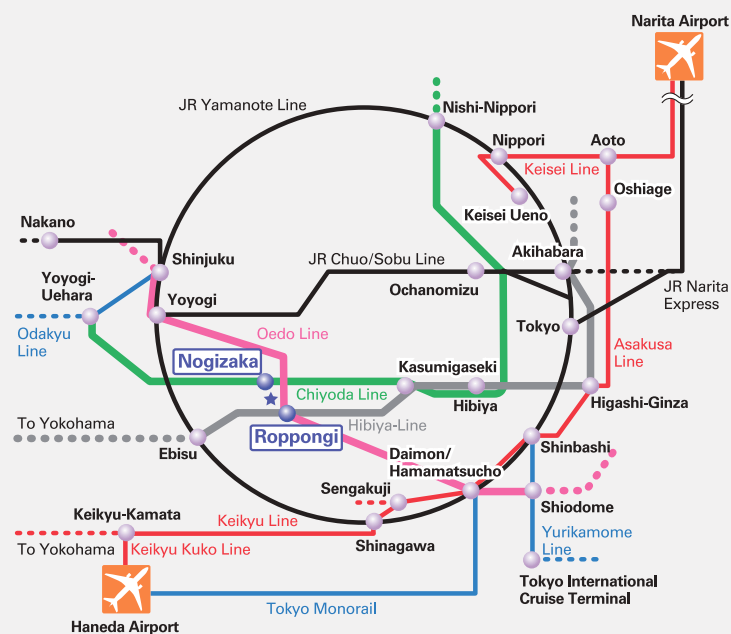 Narita Airport
JR Yamanote Line
Nishi-Nippori
Nippori
Aoto
Keisei Line
Oshiage
Keisei Ueno
Nakano
Shinjuku
Akihabara
JR Chuo/Sobu Line
Yoyogi-
Uehara
Ochanomizu
JR Narita
Express
Yoyogi
Tokyo
Odakyu
Line
Oedo Line
Asakusa
Line
Nogizaka
Kasumigaseki
Chiyoda Line
Hibiya
Higashi-Ginza
To Yokohama
Hibiya-Line
Roppongi
Ebisu
Shinbashi
Daimon/
Hamamatsucho
Sengakuji
Shiodome
Keikyu-Kamata
Keikyu Line
Yurikamome
Line
To Yokohama
Keikyu Kuko Line
Shinagawa
Tokyo International
Cruise Terminal
Tokyo Monorail
Haneda Airport